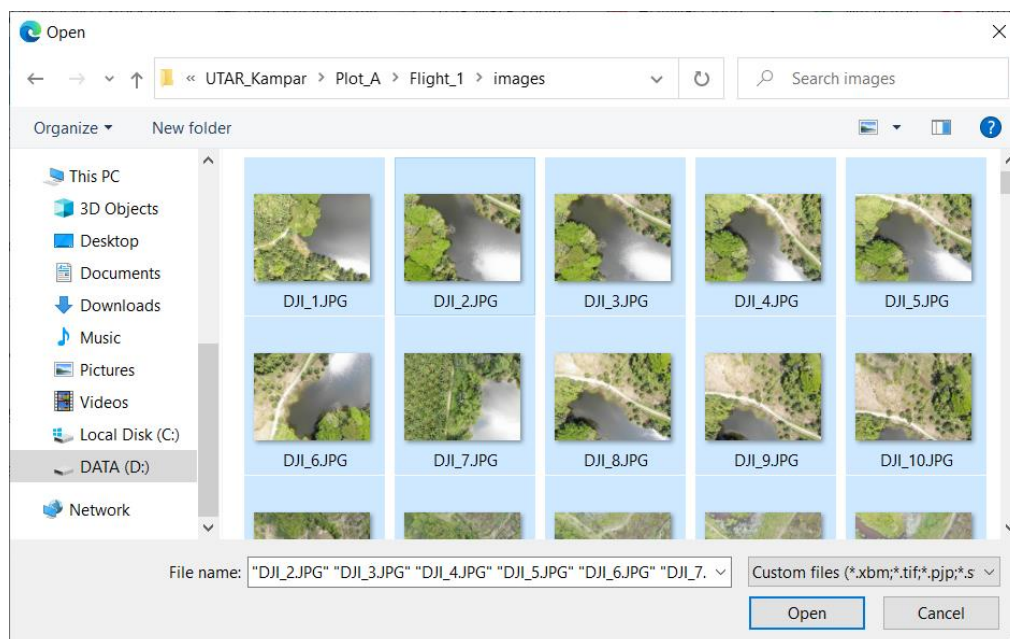 Open
« UTAR_Kampar > Plot_A > Flight_1 > images
Search images
Organize
New folder
This PC
3D Objects
Desktop
Documents
Downloads
Music
Pictures
Videos
Local Disk (C:)
DATA (D:)
Network
DJI_1.JPG DJI_2.JPG DJI_3.JPG DJI_4.JPG DJI_5.JPG
DJI_6.JPG DJI_7.JPG DJI_8.JPG DJI_9.JPG DJI_10.JPG
File name: "DJI_2.JPG" "DJI_3.JPG" "DJI_4.JPG" "DJI_5.JPG" "DJI_6.JPG" "DJI_7.
Custom files (*.xbm;*.tif;*.pjp;*.s
Open Cancel